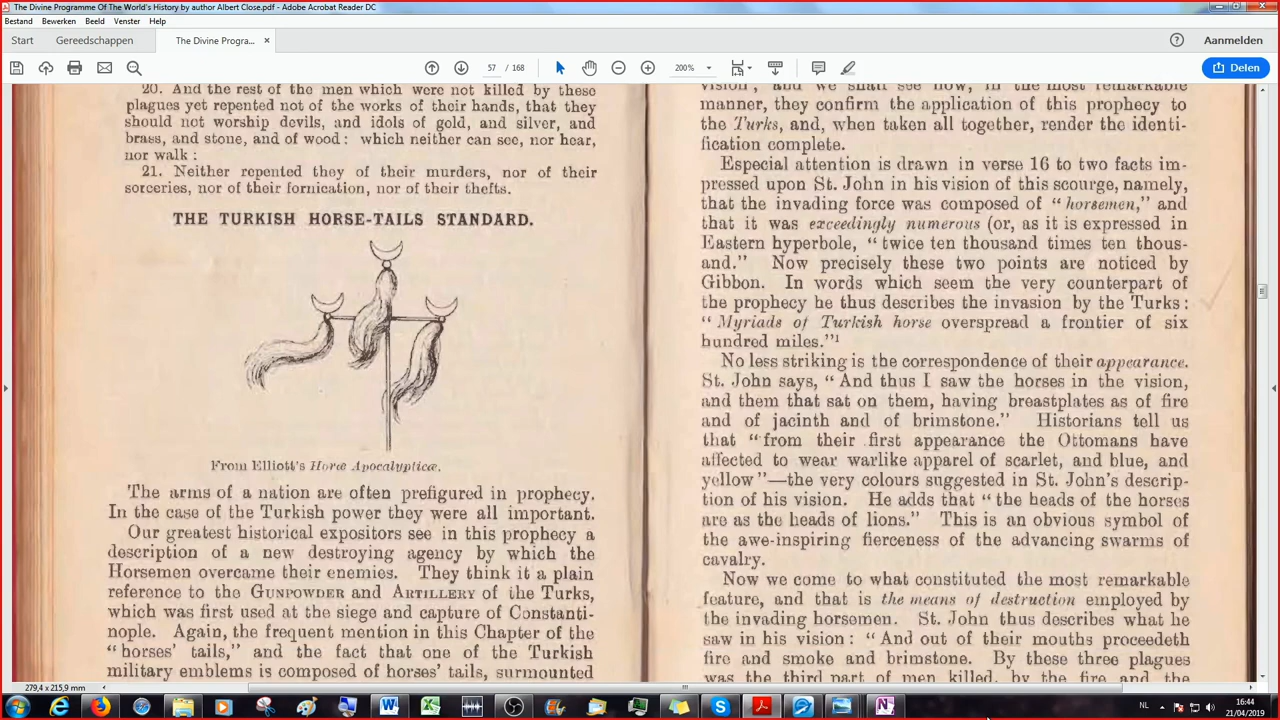 The Divine Programme Of The World's History by author Albert Close.pdf - Adobe Acrobat Reader DC
Bestand Bewerken Beeld Venster Help
Start Gereedschappen The Divine Progra... × Aanmelden
57 / 168 200% Delen
20. And the rest of the men which were not killed by these
plagues yet repented not of the works of their hands, that they
should not worship devils, and idols of gold, and silver, and
brass, and stone, and of wood: which neither can see, nor hear,
nor walk:
21. Neither repented they of their murders, nor of their
sorceries, nor of their fornication, nor of their thefts.
THE TURKISH HORSE-TAILS STANDARD.
From Elliott's Horæ Apocalypticæ.
The arms of a nation are often prefigured in prophecy.
In the case of the Turkish power they were all important.
Our greatest historical expositors see in this prophecy a
description of a new destroying agency by which the
Horsemen overcame their enemies. They think it a plain
reference to the GUNPOWDER and ARTILLERY of the Turks,
which was first used at the siege and capture of Constanti-
nople. Again, the frequent mention in this Chapter of the
"horses' tails," and the fact that one of the Turkish
military emblems is composed of horses' tails, surmounted
vision, and we shall see how, in the most remarkable
manner, they confirm the application of this prophecy to
the Turks, and, when taken all together, render the identi-
fication complete.
Especial attention is drawn in verse 16 to two facts im-
pressed upon St. John in his vision of this scourge, namely,
that the invading force was composed of "horsemen," and
that it was exceedingly numerous (or, as it is expressed in
Eastern hyperbole, "twice ten thousand times ten thous-
and." Now precisely these two points are noticed by
Gibbon. In words which seem the very counterpart of
the prophecy he thus describes the invasion by the Turks:
"Myriads of Turkish horse overspread a frontier of six
hundred miles."1
No less striking is the correspondence of their appearance.
St. John says, "And thus I saw the horses in the vision,
and them that sat on them, having breastplates as of fire
and of jacinth and of brimstone." Historians tell us
that "from their first appearance the Ottomans have
affected to wear warlike apparel of scarlet, and blue, and
yellow"—the very colours suggested in St. John's descrip-
tion of his vision. He adds that "the heads of the horses
are as the heads of lions." This is an obvious symbol of
the awe-inspiring fierceness of the advancing swarms of
cavalry.
Now we come to what constituted the most remarkable
feature, and that is the means of destruction employed by
the invading horsemen. St. John thus describes what he
saw in his vision: "And out of their mouths proceedeth
fire and smoke and brimstone. By these three plagues
was the third part of men killed, by the fire and the
279,4 x 215,9 mm
NL 16:44
21/04/2019